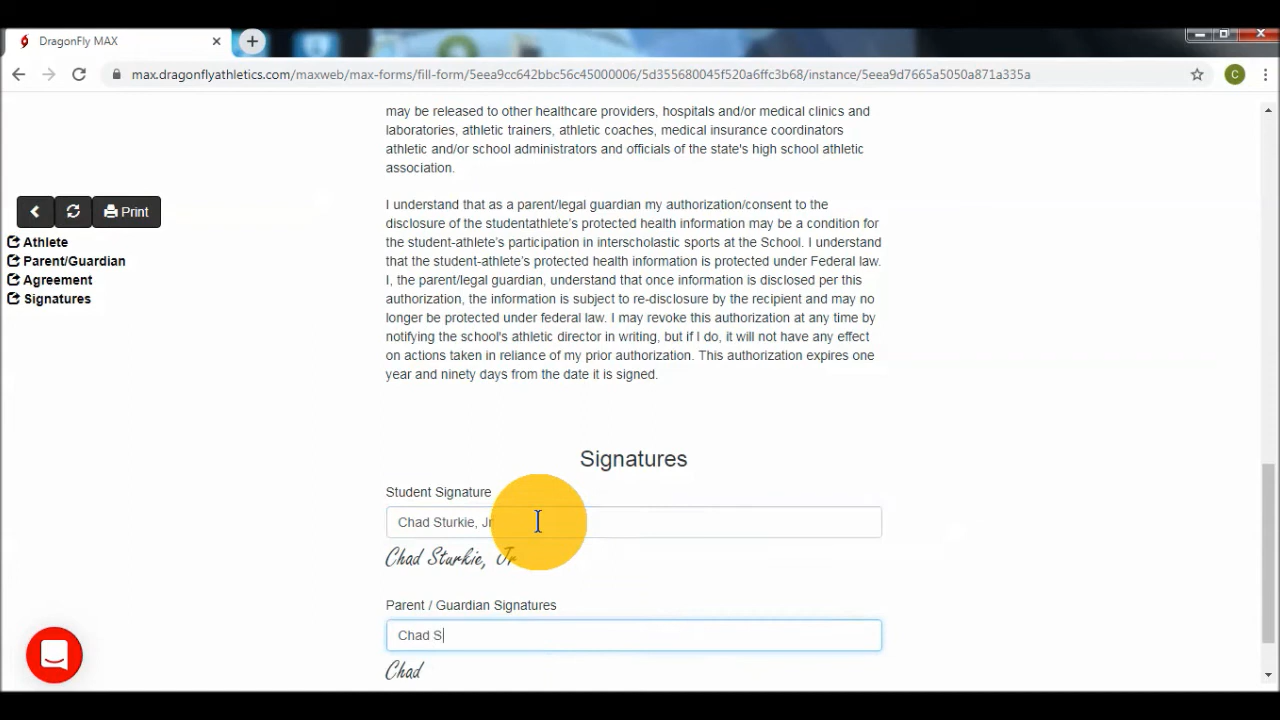 DragonFly MAX
max.dragonflyathletics.com/maxweb/max-forms/fill-form/5eea9cc642bbc56c45000006/5d355680045f5206ffc3b68/instance/5eea9d7665a5050a871a335a
C
may be released to other healthcare providers, hospitals and/or medical clinics and
laboratories, athletic trainers, athletic coaches, medical insurance coordinators
athletic and/or school administrators and officials of the state's high school athletic
association.
Print
Athlete
Parent/Guardian
Agreement
Signatures
I understand that as a parent/legal guardian my authorization/consent to the
disclosure of the studentathlete's protected health information may be a condition for
the student-athlete's participation in interscholastic sports at the School. I understand
that the student-athlete's protected health information is protected under Federal law.
I, the parent/legal guardian, understand that once information is disclosed per this
authorization, the information is subject to re-disclosure by the recipient and may no
longer be protected under federal law. I may revoke this authorization at any time by
notifying the school's athletic director in writing, but if I do, it will not have any effect
on actions taken in reliance of my prior authorization. This authorization expires one
year and ninety days from the date it is signed.
Signatures
Student Signature
Chad Sturkie, Jr
Chad Sturkie, Jr
Parent / Guardian Signatures
Chad S
Chad